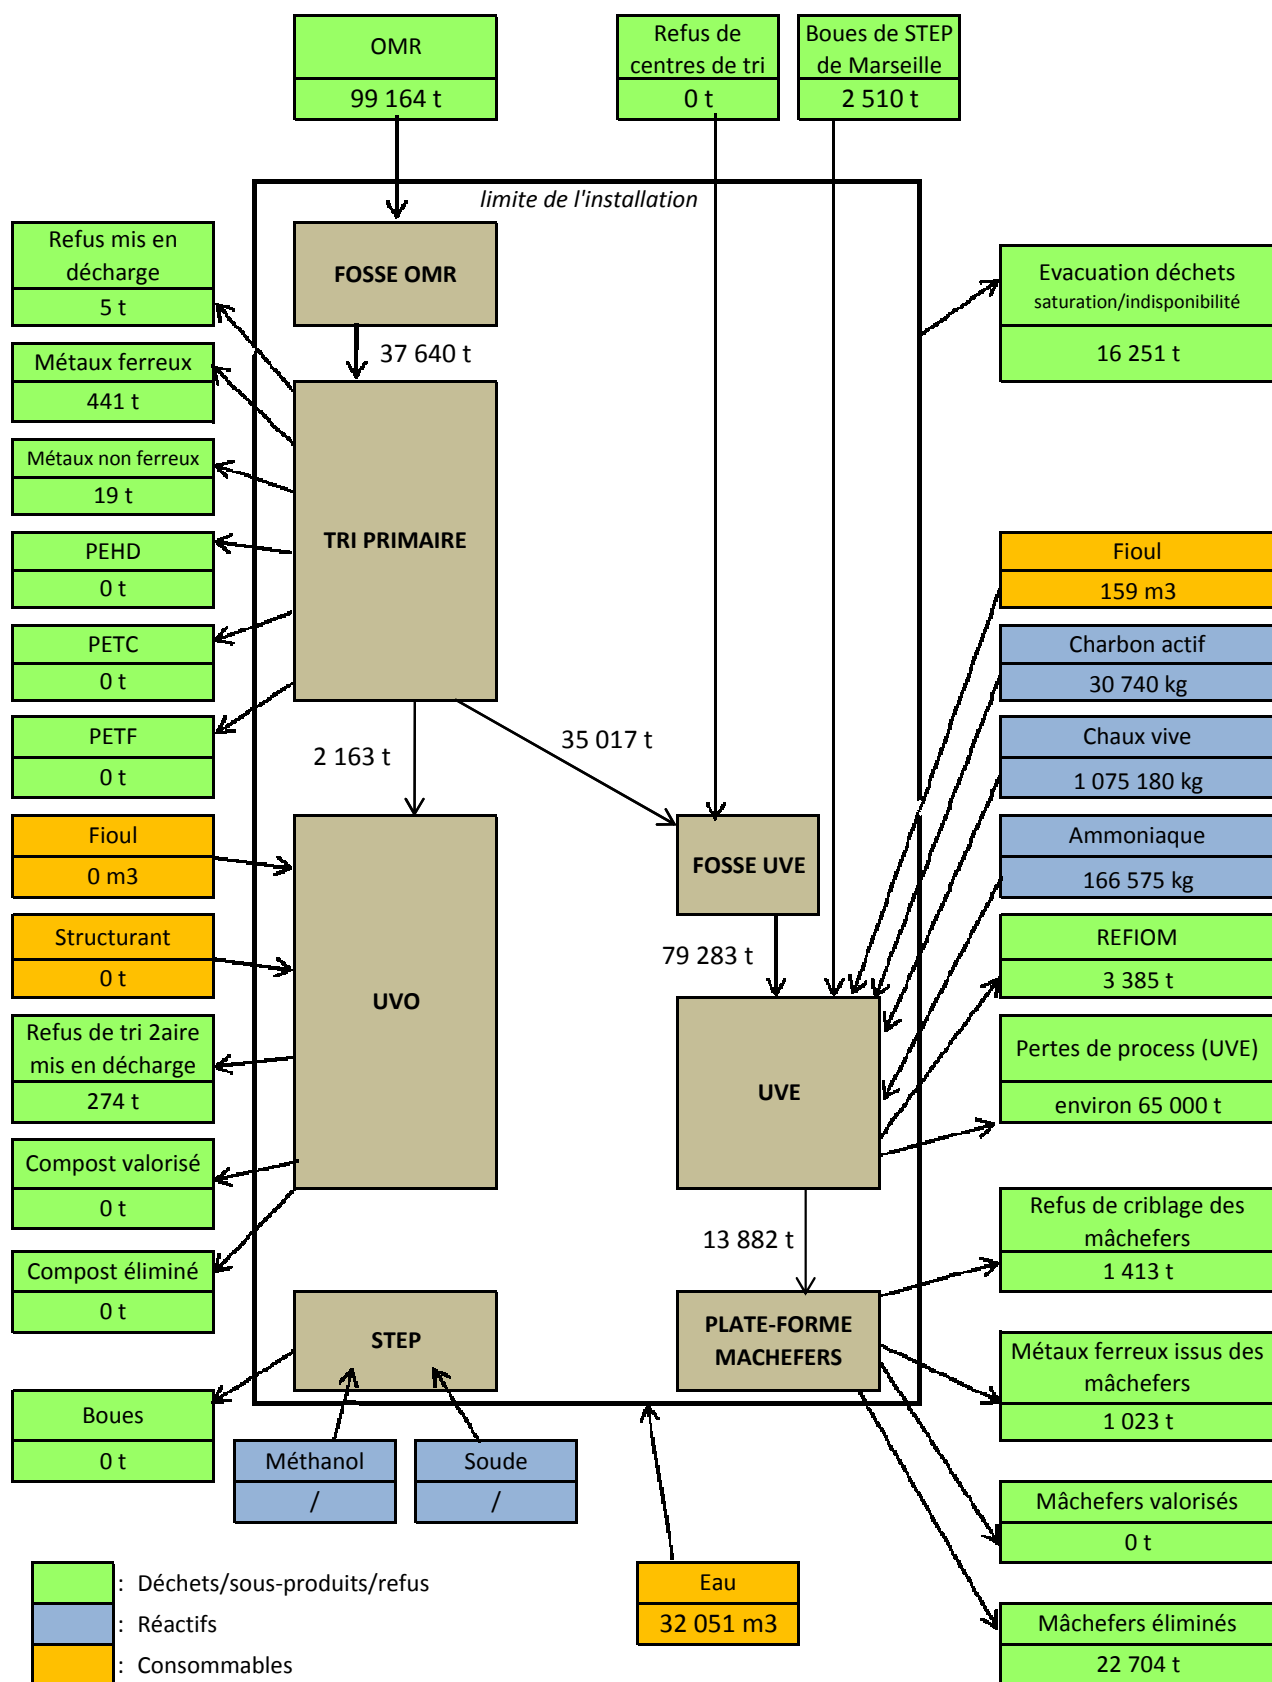 OMR
99 164 t
Refus de
centres de tri
0 t
Boues de STEP
de Marseille
2 510 t
limite de l'installation
Refus mis en
décharge
5 t
Métaux ferreux
441 t
Métaux non ferreux
19 t
PEHD
0 t
PETC
0 t
PETF
0 t
Fioul
0 m3
Structurant
0 t
Refus de tri 2aire
mis en décharge
274 t
Compost valorisé
0 t
Compost éliminé
0 t
Boues
0 t
FOSSE OMR
37 640 t
TRI PRIMAIRE
2 163 t
35 017 t
UVO
FOSSE UVE
79 283 t
UVE
13 882 t
STEP
PLATE-FORME
MACHEFERS
Méthanol
/
Soude
/
Evacuation déchets
saturation/indisponibilité
16 251 t
Fioul
159 m3
Charbon actif
30 740 kg
Chaux vive
1 075 180 kg
Ammoniaque
166 575 kg
REFIOM
3 385 t
Pertes de process (UVE)
environ 65 000 t
Refus de criblage des
mâchefers
1 413 t
Métaux ferreux issus des
mâchefers
1 023 t
Mâchefers valorisés
0 t
Mâchefers éliminés
22 704 t
Eau
32 051 m3
: Déchets/sous-produits/refus
: Réactifs
: Consommables